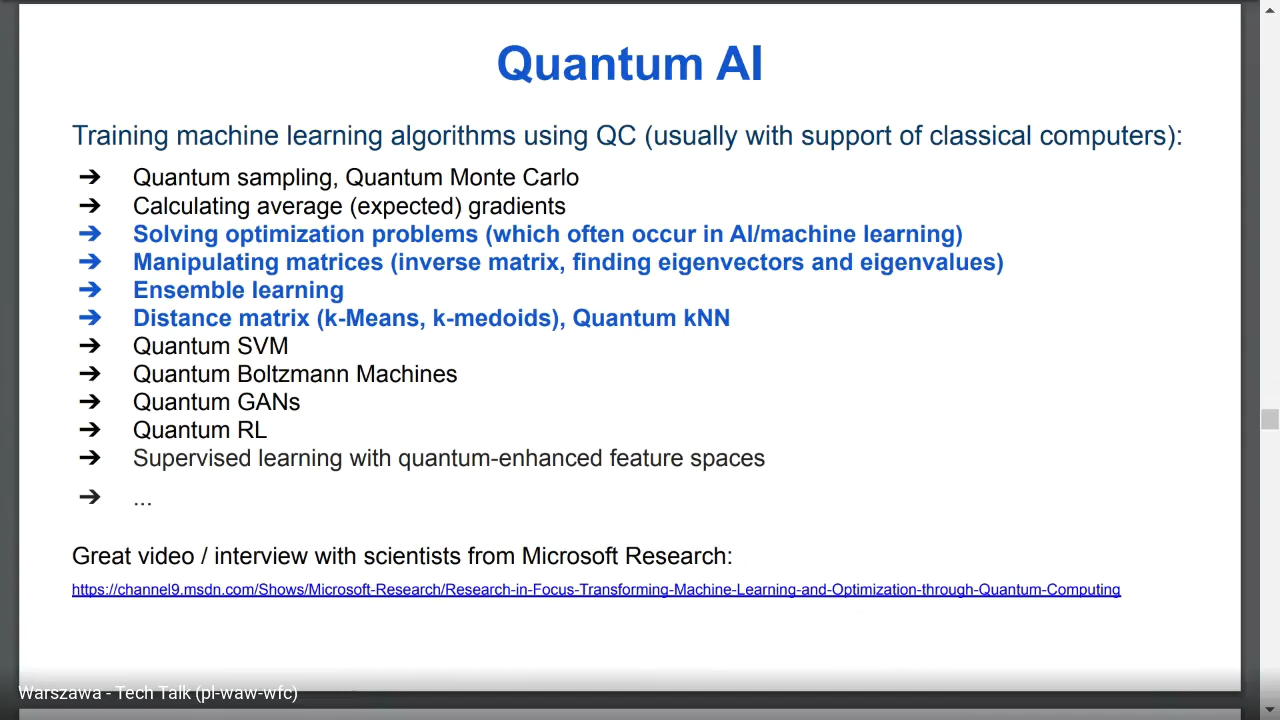 Quantum AI
Training machine learning algorithms using QC (usually with support of classical computers):
➔ Quantum sampling, Quantum Monte Carlo
➔ Calculating average (expected) gradients
➔ Solving optimization problems (which often occur in AI/machine learning)
➔ Manipulating matrices (inverse matrix, finding eigenvectors and eigenvalues)
➔ Ensemble learning
➔ Distance matrix (k-Means, k-medoids), Quantum kNN
➔ Quantum SVM
➔ Quantum Boltzmann Machines
➔ Quantum GANs
➔ Quantum RL
➔ Supervised learning with quantum-enhanced feature spaces
➔ ...
Great video / interview with scientists from Microsoft Research:
https://channel9.msdn.com/Shows/Microsoft-Research/Research-in-Focus-Transforming-Machine-Learning-and-Optimization-through-Quantum-Computing
Warszawa - Tech Talk (pl-waw-wfc)